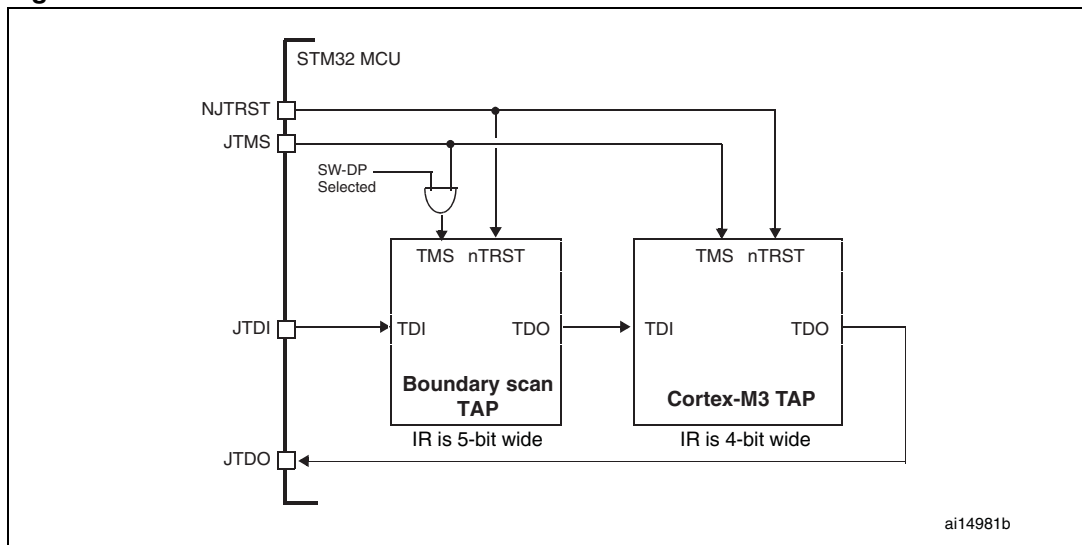 STM32 MCU
NJTRST
JTMS
SW-DP
Selected
TMS nTRST
TMS nTRST
JTDI
TDI
TDO
TDI
TDO
Boundary scan
TAP
Cortex-M3 TAP
IR is 5-bit wide
IR is 4-bit wide
JTDO
ai14981b